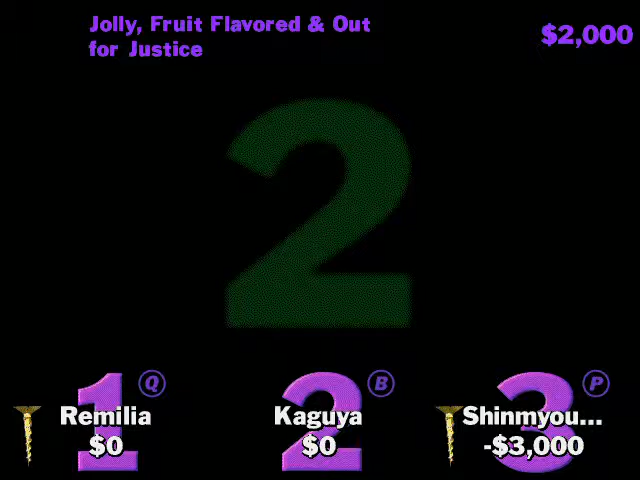 Jolly, Fruit Flavored & Out
for Justice
$2,000
2
1 Q
2 B
3 P
Remilia
Kaguya
Shinmyou...
$0
$0
-$3,000